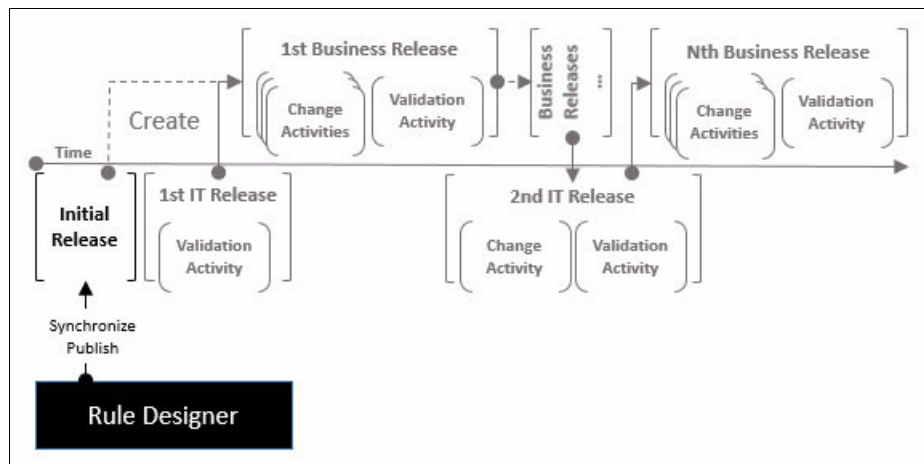 1st Business Release
Change
Activities
Validation
Activity
Business
Releases
...
Nth Business Release
Change
Activities
Validation
Activity
Create
Time
Initial
Release
1st IT Release
Validation
Activity
2nd IT Release
Change
Activity
Validation
Activity
Synchronize
Publish
Rule Designer